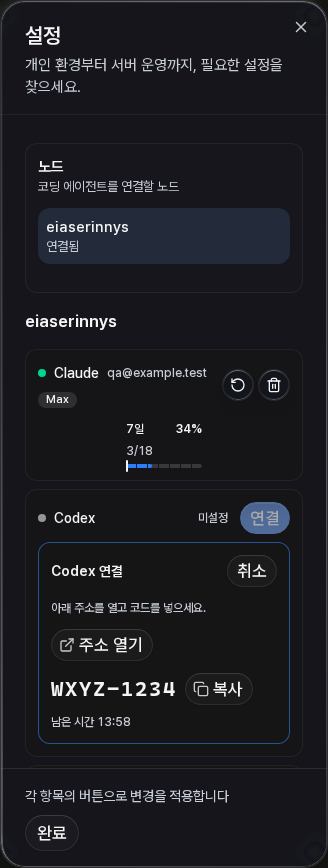 설정
개인 환경부터 서버 운영까지, 필요한 설정을
찾으세요.
노드
코딩 에이전트를 연결할 노드
eiaserinnys
연결됨
eiaserinnys
Claude qa@example.test
Max
7일 34%
3/18
Codex 미설정 연결
Codex 연결 취소
아래 주소를 열고 코드를 넣으세요.
주소 열기
WXYZ-1234 복사
남은 시간 13:58
각 항목의 버튼으로 변경을 적용합니다
완료